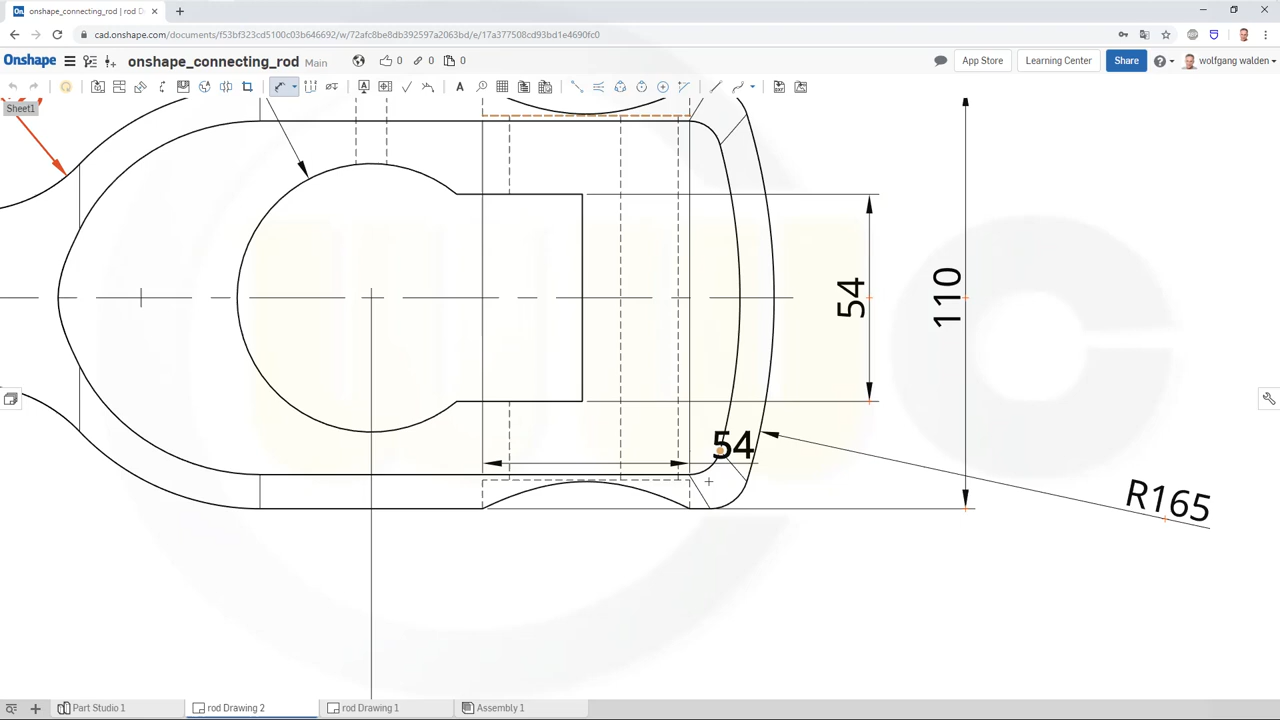 onshape_connecting_rod | rod D
cad.onshape.com/documents/f53bf323cd5100c03b646692/w/72afc8be8db392597a2063bd/e/17a377508cd93bd1e4690fc0
Onshape
onshape_connecting_rod Main
0
0
0
App Store
Learning Center
Share
wolfgang walden
Sheet1
54
110
54
R165
Part Studio 1
rod Drawing 2
rod Drawing 1
Assembly 1